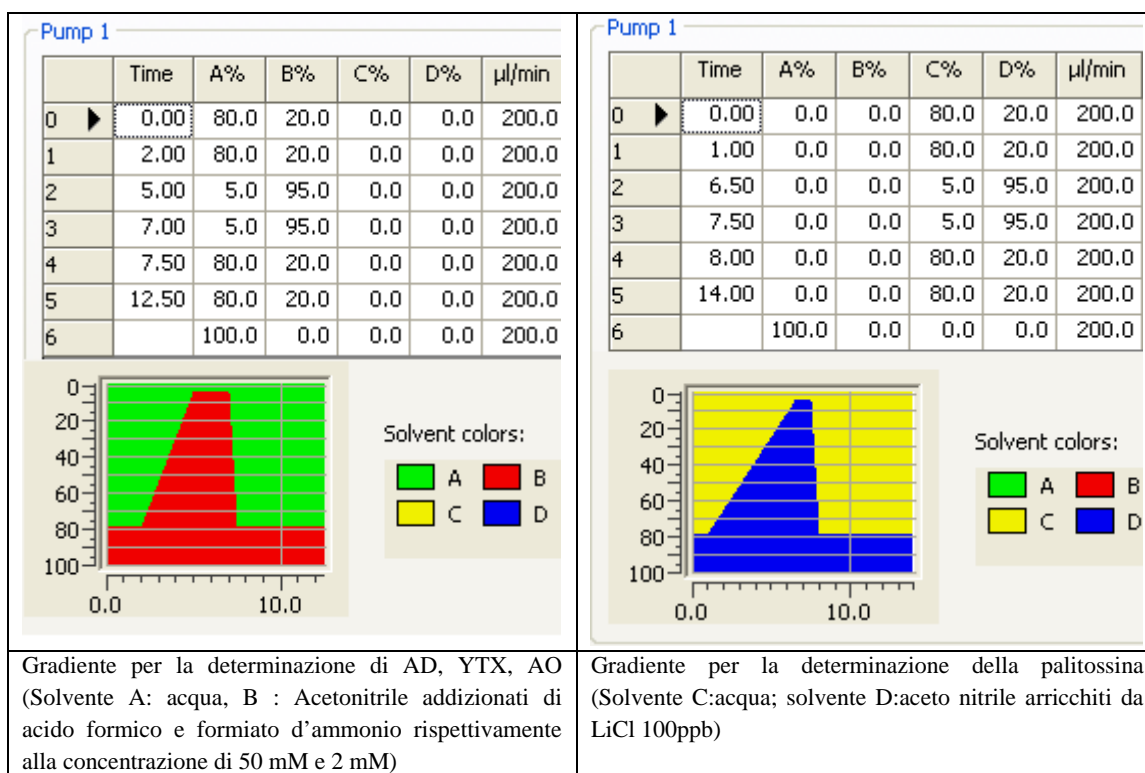 Pump 1
Time A% B% C% D% µl/min
0 0.00 80.0 20.0 0.0 0.0 200.0
1 2.00 80.0 20.0 0.0 0.0 200.0
2 5.00 5.0 95.0 0.0 0.0 200.0
3 7.00 5.0 95.0 0.0 0.0 200.0
4 7.50 80.0 20.0 0.0 0.0 200.0
5 12.50 80.0 20.0 0.0 0.0 200.0
6 100.0 0.0 0.0 0.0 200.0
0
20
40
60
80
100
0.0 10.0
Solvent colors:
A B
C D
Gradiente per la determinazione di AD, YTX, AO
(Solvente A: acqua, B : Acetonitrile addizionati di
acido formico e formiato d’ammonio rispettivamente
alla concentrazione di 50 mM e 2 mM)
Pump 1
Time A% B% C% D% µl/min
0 0.00 0.0 0.0 80.0 20.0 200.0
1 1.00 0.0 0.0 80.0 20.0 200.0
2 6.50 0.0 0.0 5.0 95.0 200.0
3 7.50 0.0 0.0 5.0 95.0 200.0
4 8.00 0.0 0.0 80.0 20.0 200.0
5 14.00 0.0 0.0 80.0 20.0 200.0
6 100.0 0.0 0.0 0.0 200.0
0
20
40
60
80
100
0.0 10.0
Solvent colors:
A B
C D
Gradiente per la determinazione della palitossina
(Solvente C:acqua; solvente D:aceto nitrile arricchiti da
LiCl 100ppb)